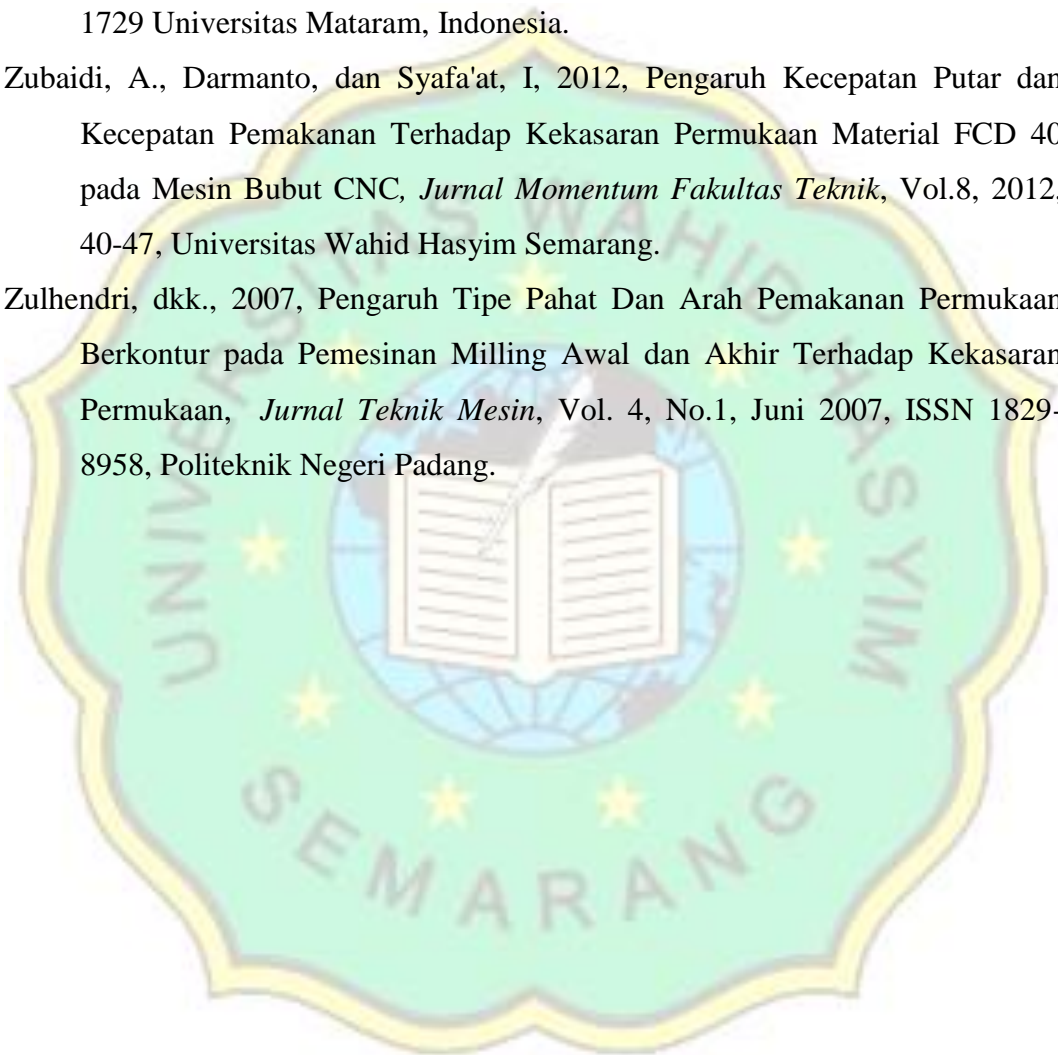 1729 Universitas Mataram, Indonesia.
Zubaidi, A., Darmanto, dan Syafa'at, I, 2012, Pengaruh Kecepatan Putar dan
Kecepatan Pemakanan Terhadap Kekasaran Permukaan Material FCD 40
pada Mesin Bubut CNC, Jurnal Momentum Fakultas Teknik, Vol.8, 2012,
40-47, Universitas Wahid Hasyim Semarang.
Zulhendri, dkk., 2007, Pengaruh Tipe Pahat Dan Arah Pemakanan Permukaan
Berkontur pada Pemesinan Milling Awal dan Akhir Terhadap Kekasaran
Permukaan, Jurnal Teknik Mesin, Vol. 4, No.1, Juni 2007, ISSN 1829-
8958, Politeknik Negeri Padang.
UNIVERSITAS WAHID HASYIM
SEMARANG